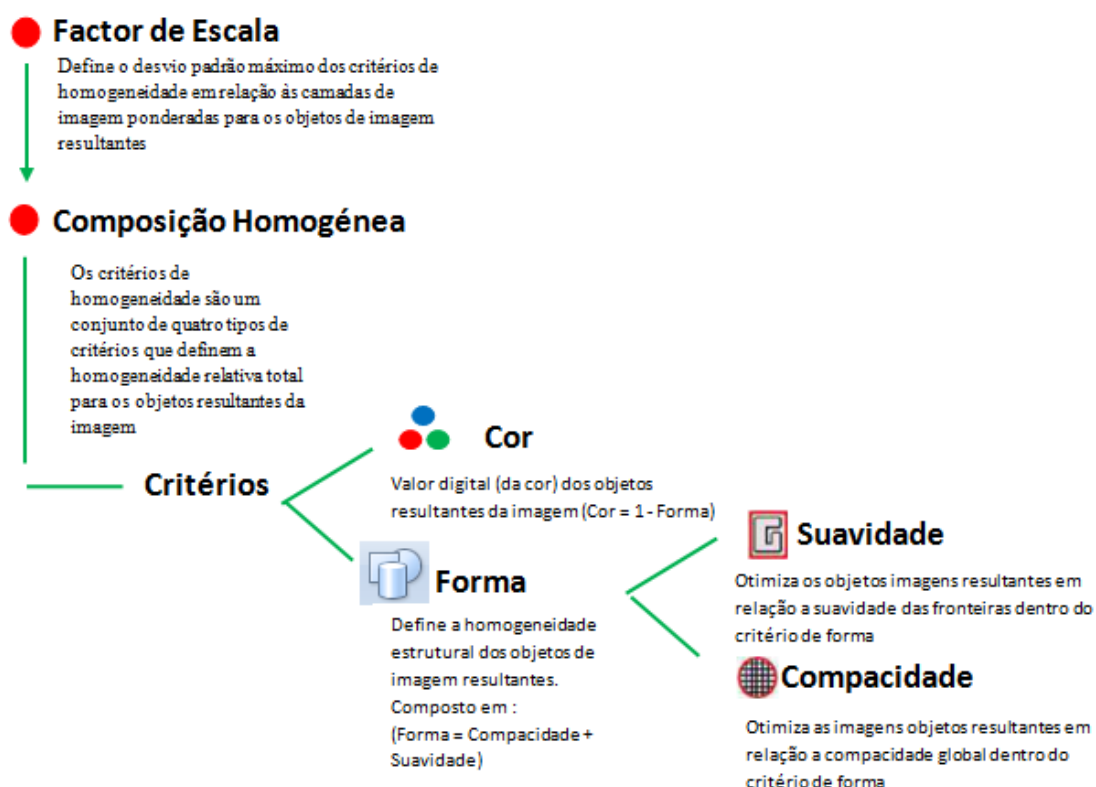 Factor de Escala
Define o desvio padrão máximo dos critérios de
homogeneidade em relação às camadas de
imagem ponderadas para os objetos de imagem
resultantes
Composição Homogénea
Os critérios de
homogeneidade são um
conjunto de quatro tipos de
critérios que definem a
homogeneidade relativa total
para os objetos resultantes da
imagem
Critérios
Cor
Valor digital (da cor) dos objetos
resultantes da imagem (Cor = 1 - Forma)
Forma
Define a homogeneidade
estrutural dos objetos de
imagem resultantes.
Composto em :
(Forma = Compacidade +
Suavidade)
Suavidade
Otimiza os objetos imagens resultantes em
relação a suavidade das fronteiras dentro do
critério de forma
Compacidade
Otimiza as imagens objetos resultantes em
relação a compacidade global dentro do
critério de forma